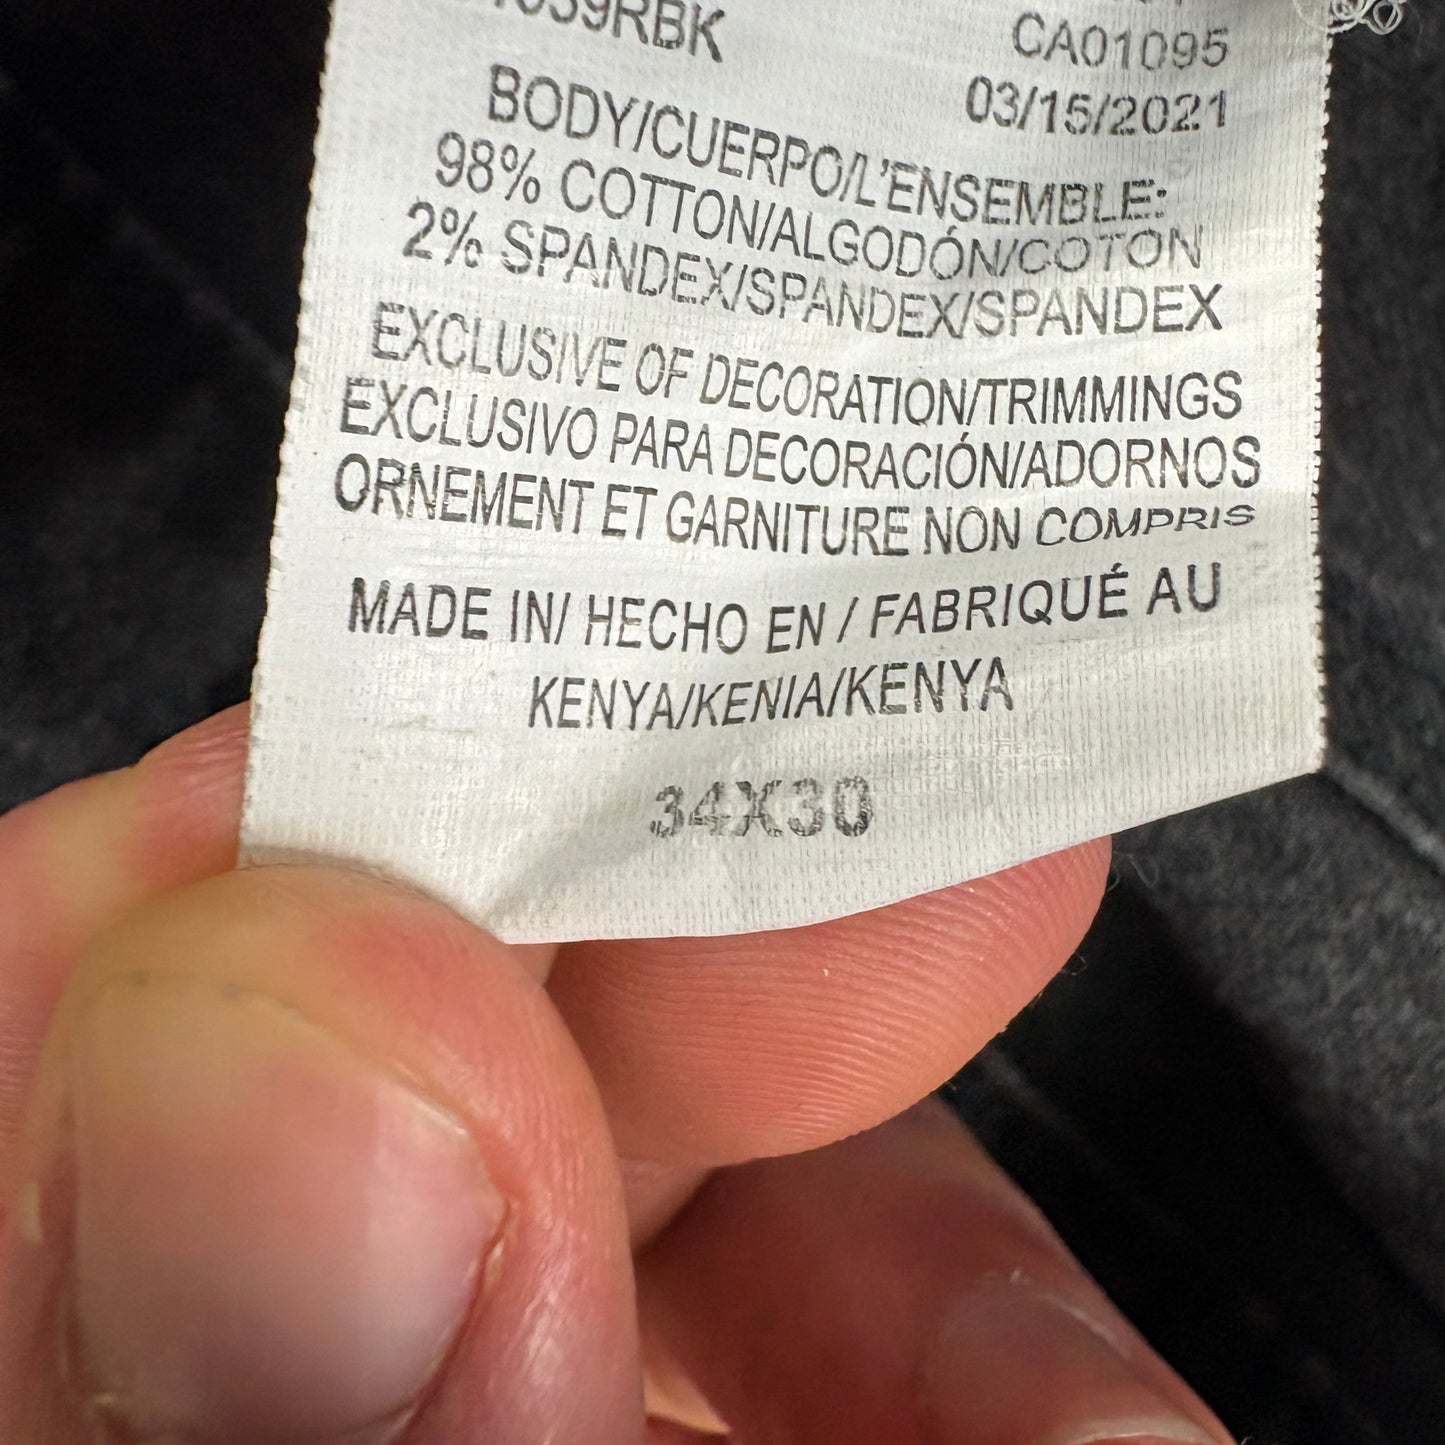 CA01095
03/15/2021
BODY/CUERPO/L'ENSEMBLE:
98% COTTON/ALGODÓN/COTON
2% SPANDEX/SPANDEX/SPANDEX
EXCLUSIVE OF DECORATION/TRIMMINGS
EXCLUSIVO PARA DECORACIÓN/ADORNOS
ORNEMENT ET GARNITURE NON COMPRIS
MADE IN/ HECHO EN / FABRIQUÉ AU
KENYA/KENIA/KENYA
34X30